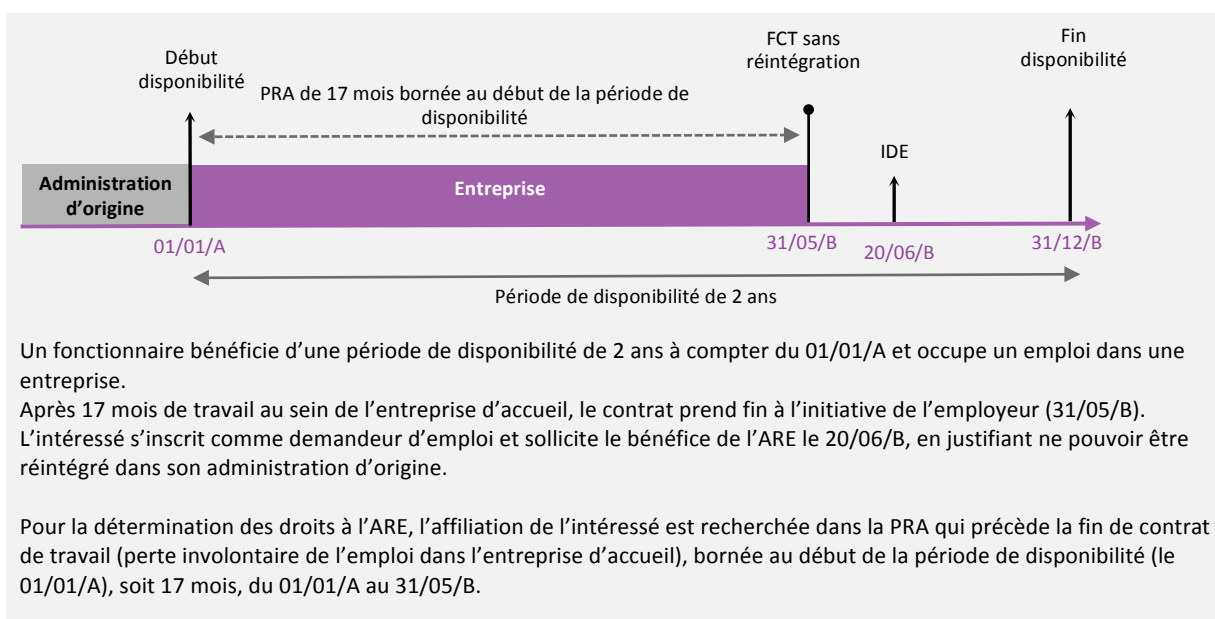 FCT sans
réintégration
Fin
disponibilité
Début
disponibilité
PRA de 17 mois bornée au début de la période de
disponibilité
IDE
Administration
d’origine
Entreprise
01/01/A
31/05/B
20/06/B
31/12/B
Période de disponibilité de 2 ans
Un fonctionnaire bénéficie d’une période de disponibilité de 2 ans à compter du 01/01/A et occupe un emploi dans une
entreprise.
Après 17 mois de travail au sein de l’entreprise d’accueil, le contrat prend fin à l’initiative de l’employeur (31/05/B).
L’intéressé s’inscrit comme demandeur d’emploi et sollicite le bénéfice de l’ARE le 20/06/B, en justifiant ne pouvoir être
réintégré dans son administration d’origine.
Pour la détermination des droits à l’ARE, l’affiliation de l’intéressé est recherchée dans la PRA qui précède la fin de contrat
de travail (perte involontaire de l’emploi dans l’entreprise d’accueil), bornée au début de la période de disponibilité (le
01/01/A), soit 17 mois, du 01/01/A au 31/05/B.